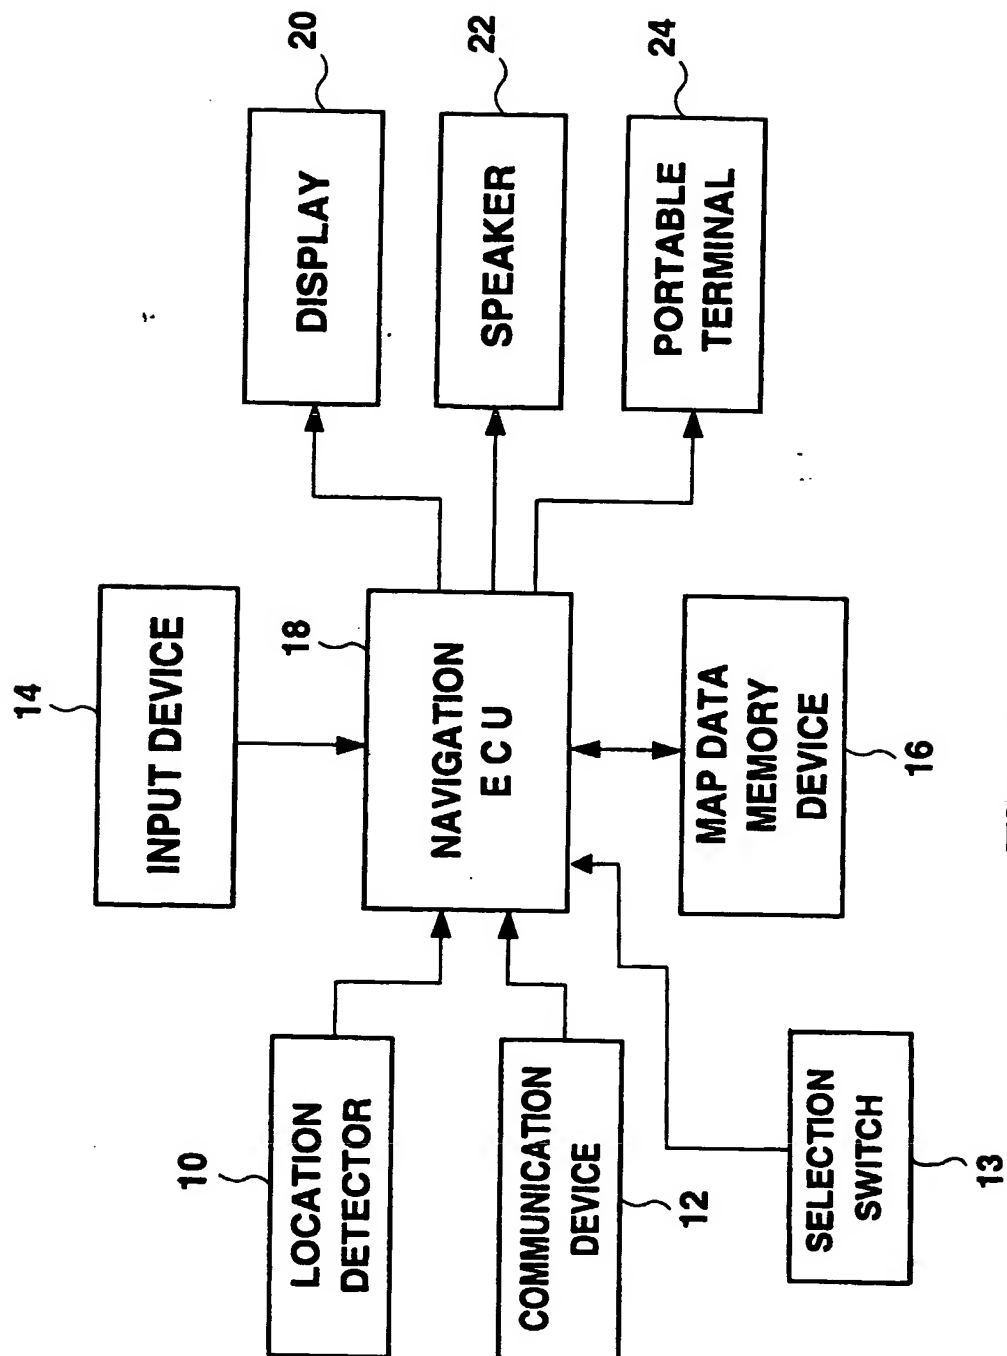 14
INPUT DEVICE
10
LOCATION
DETECTOR
18
NAVIGATION
E C U
DISPLAY
20
COMMUNICATION
DEVICE
12
SPEAKER
22
SELECTION
SWITCH
13
MAP DATA
MEMORY
DEVICE
16
PORTABLE
TERMINAL
24